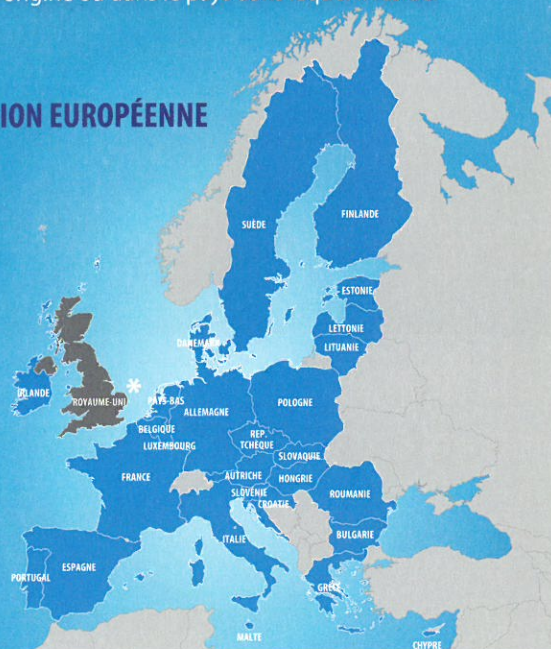 ION EUROPÉENNE
FINLANDE
SUÈDE
ESTONIE
LETTONIE
DANEMARK
LITUANIE
IRLANDE
ROYAUME-UNI
*
PAYS-BAS
ALLEMAGNE
POLOGNE
BELGIQUE
LUXEMBOURG
REP.
TCHÈQUE
SLOVAQUIE
FRANCE
AUTRICHE
HONGRIE
SLOVÉNIE
CROATIE
ROUMANIE
ITALIE
BULGARIE
PORTUGAL
ESPAGNE
GRÈCE
MALTE
CHYPRE